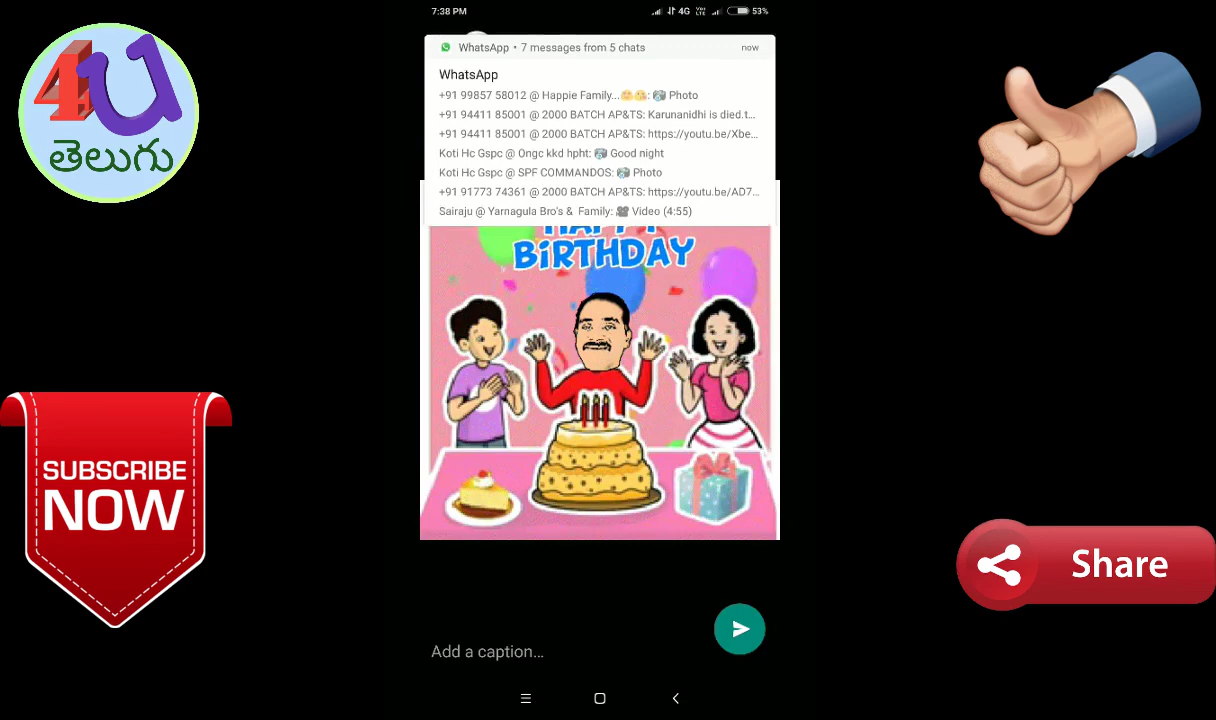 4U
తెలుగు
SUBSCRIBE
NOW
7:38 PM
4G
VoLTE
53%
WhatsApp • 7 messages from 5 chats
now
WhatsApp
+91 99857 58012 @ Happie Family...🤗🤗: 📷 Photo
+91 94411 85001 @ 2000 BATCH AP&TS: Karunanidhi is died.t...
+91 94411 85001 @ 2000 BATCH AP&TS: https://youtu.be/Xbe...
Koti Hc Gspc @ Ongc kkd hpht: 📷 Good night
Koti Hc Gspc @ SPF COMMANDOS: 📷 Photo
+91 91773 74361 @ 2000 BATCH AP&TS: https://youtu.be/AD7...
Sairaju @ Yarnagula Bro's & Family: 🎥 Video (4:55)
HAPPY
BIRTHDAY
Add a caption...
Share